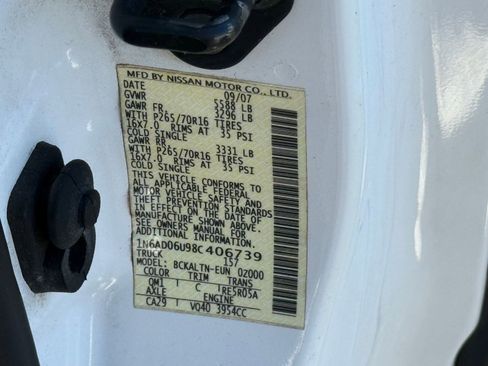 MFD BY NISSAN MOTOR CO., LTD.
DATE 09/07
GVWR 5588 LB
GAWR FR, 3296 LB
WITH P265/70R16 TIRES
16X7.0 RIMS AT 35 PSI
COLD SINGLE
GAWR RR 3331 LB
WITH P265/70R16 TIRES
16X7.0 RIMS AT 35 PSI
COLD SINGLE
THIS VEHICLE CONFORMS TO
ALL APPLICABLE FEDERAL
MOTOR VEHICLE SAFETY AND
THEFT PREVENTION STANDARDS
IN EFFECT ON THE DATE OF
MANUFACTURE SHOWN ABOVE.
SEE OWNERS MANUAL AND
OTHER INFORMATION.
1N6AD06U98C406739
TRUCK 157
MODEL: BCKALTN-EUN 02000
COLOR TRIM TRANS
QM1 C RE5R05A
AXLE ENGINE
CA29 VQ40 3954CC